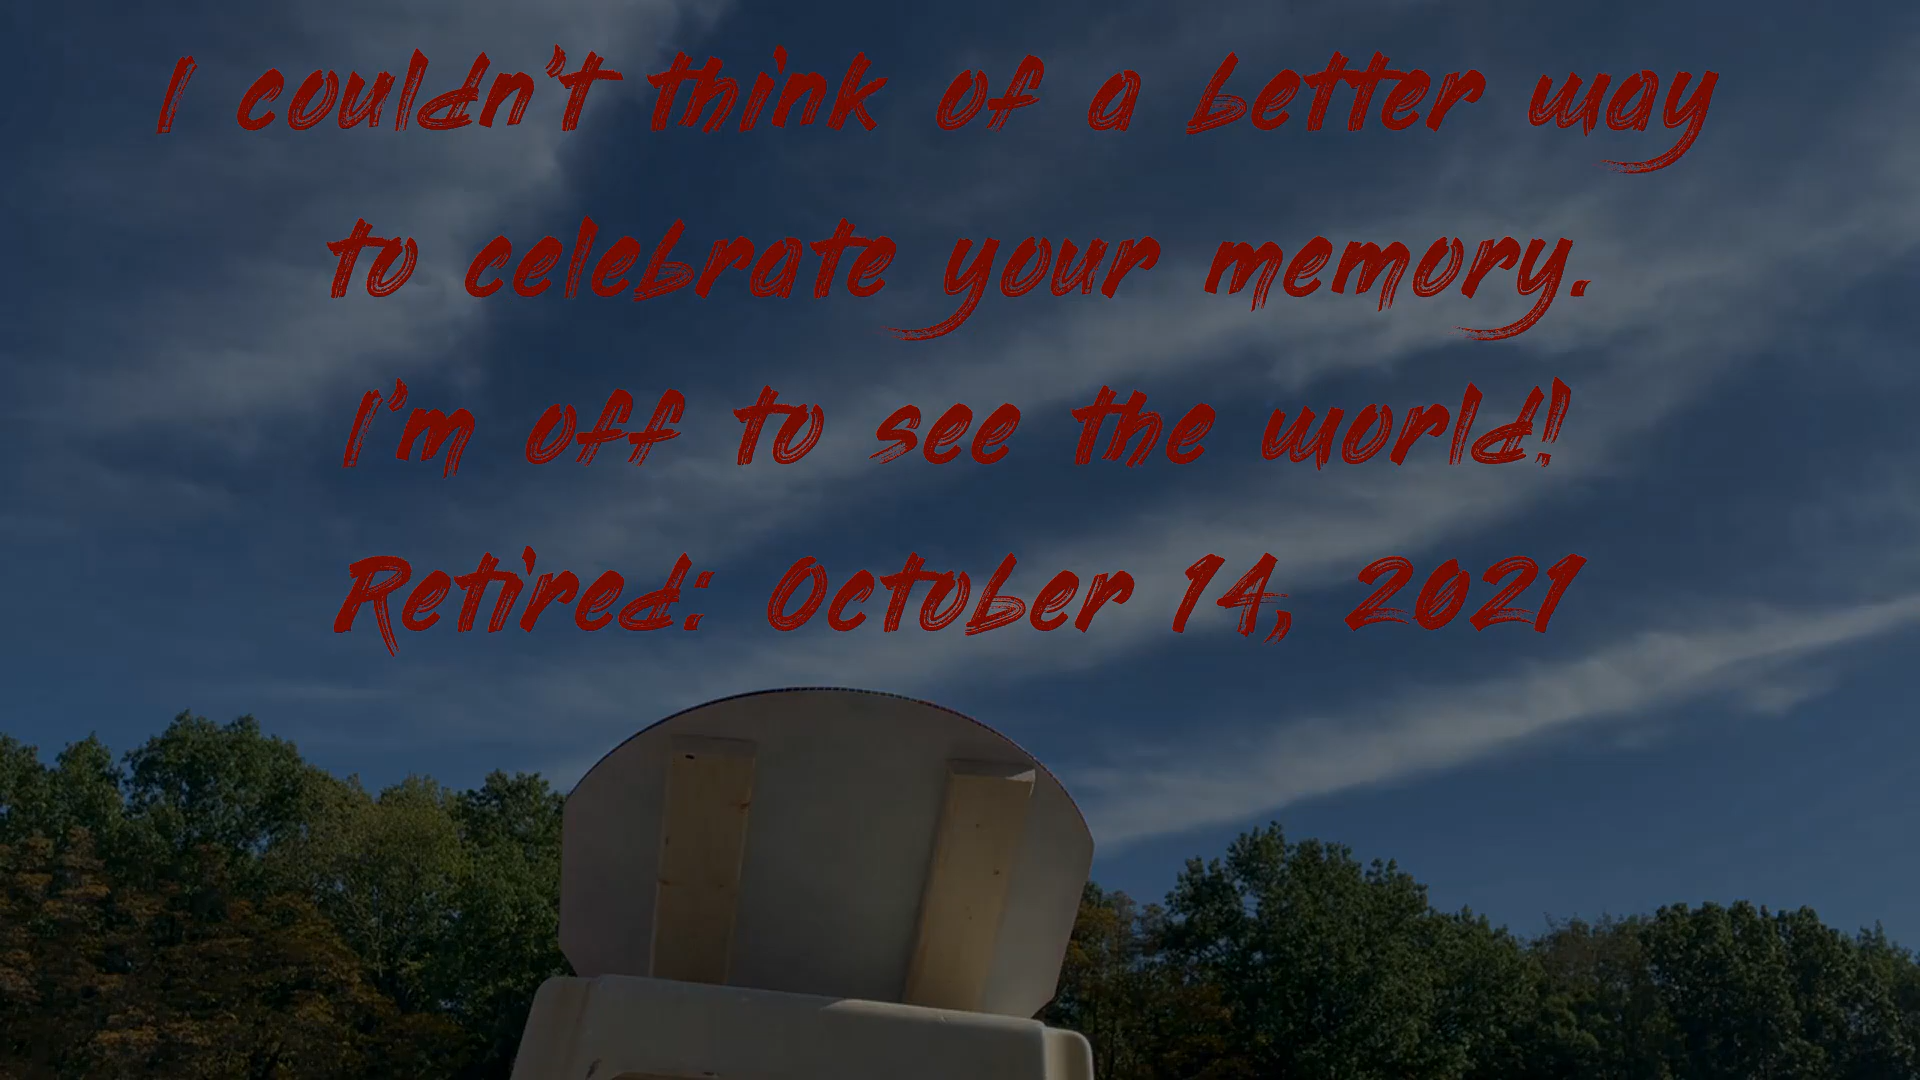 I couldn't think of a better way
to celebrate your memory.
I'm off to see the world!
Retired: October 14, 2021